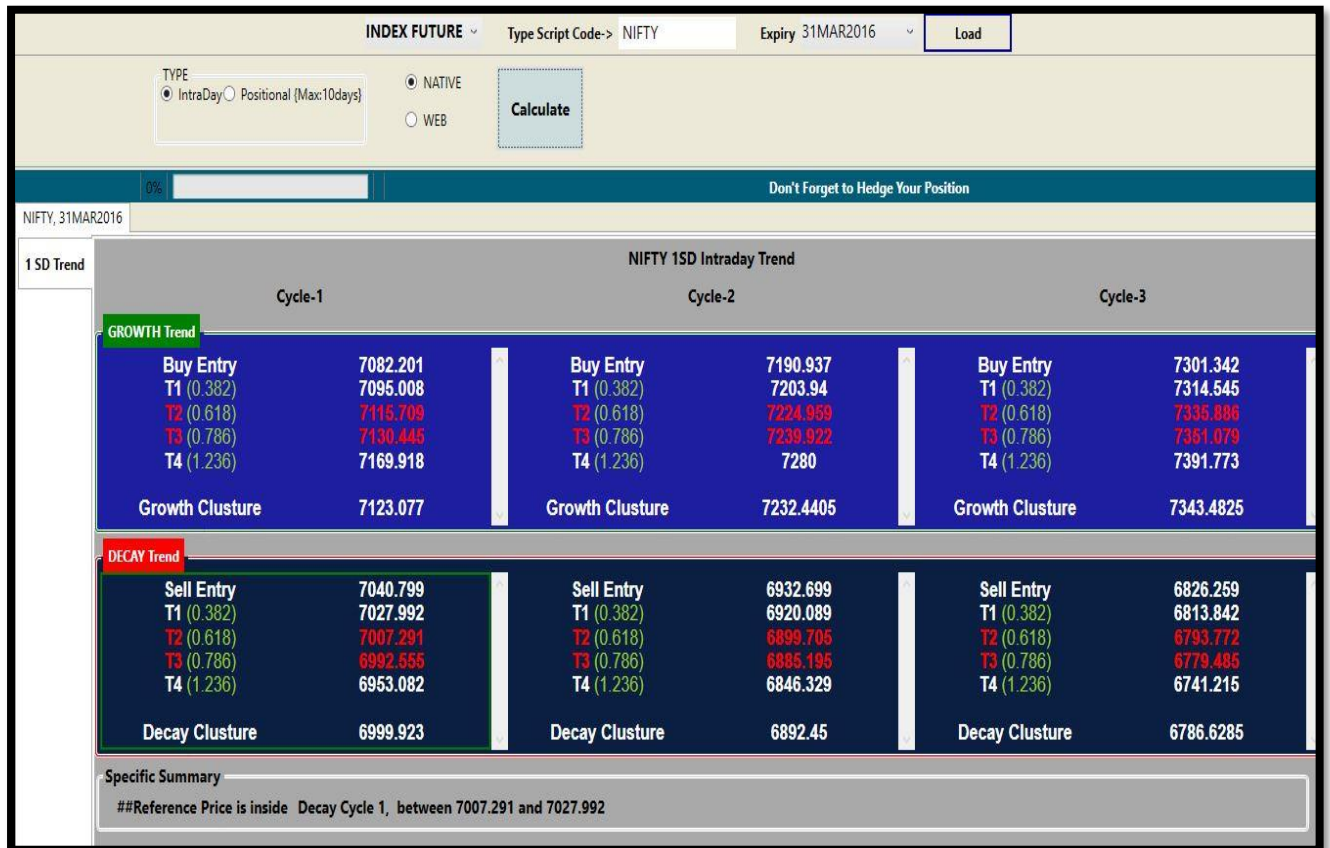 INDEX FUTURE Type Script Code-> NIFTY Expiry 31MAR2016 Load
TYPE
IntraDay Positional {Max:10days}
NATIVE
WEB
Calculate
0% Don't Forget to Hedge Your Position
NIFTY, 31MAR2016
1 SD Trend
NIFTY 1SD Intraday Trend
Cycle-1 Cycle-2 Cycle-3
GROWTH Trend
Buy Entry 7082.201 Buy Entry 7190.937 Buy Entry 7301.342
T1 (0.382) 7095.008 T1 (0.382) 7203.94 T1 (0.382) 7314.545
T2 (0.618) 7115.709 T2 (0.618) 7224.959 T2 (0.618) 7335.886
T3 (0.786) 7130.445 T3 (0.786) 7239.922 T3 (0.786) 7351.079
T4 (1.236) 7169.918 T4 (1.236) 7280 T4 (1.236) 7391.773
Growth Clusture 7123.077 Growth Clusture 7232.4405 Growth Clusture 7343.4825
DECAY Trend
Sell Entry 7040.799 Sell Entry 6932.699 Sell Entry 6826.259
T1 (0.382) 7027.992 T1 (0.382) 6920.089 T1 (0.382) 6813.842
T2 (0.618) 7007.291 T2 (0.618) 6899.705 T2 (0.618) 6793.772
T3 (0.786) 6992.555 T3 (0.786) 6885.195 T3 (0.786) 6779.485
T4 (1.236) 6953.082 T4 (1.236) 6846.329 T4 (1.236) 6741.215
Decay Clusture 6999.923 Decay Clusture 6892.45 Decay Clusture 6786.6285
Specific Summary
##Reference Price is inside Decay Cycle 1, between 7007.291 and 7027.992